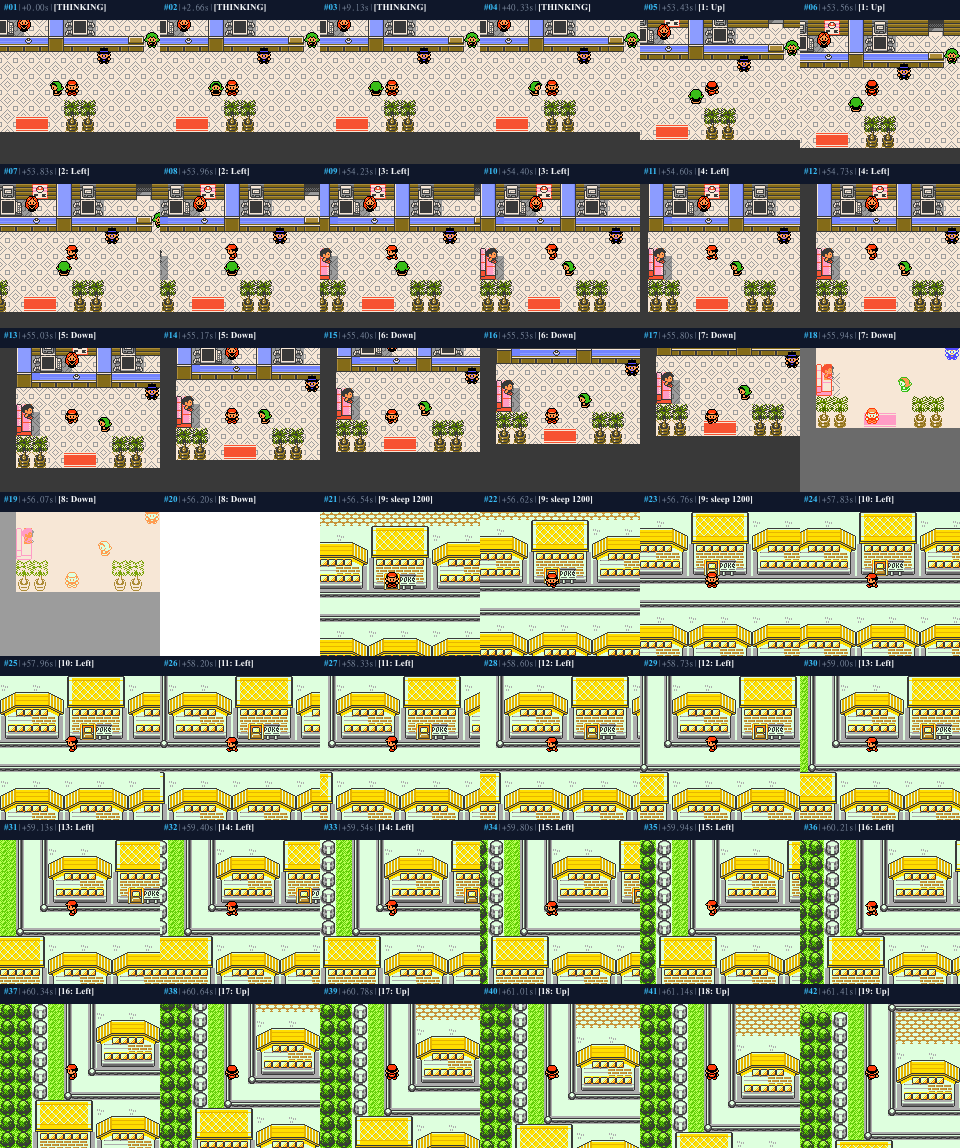 #01|+0.00s| [THINKING]
#02|+2.66s| [THINKING]
#03|+9.13s| [THINKING]
#04|+40.33s| [THINKING]
#05|+53.43s| [1: Up]
#06|+53.56s| [1: Up]
#07|+53.83s| [2: Left]
#08|+53.96s| [2: Left]
#09|+54.23s| [3: Left]
#10|+54.40s| [3: Left]
#11|+54.60s| [4: Left]
#12|+54.73s| [4: Left]
#13|+55.03s| [5: Down]
#14|+55.17s| [5: Down]
#15|+55.40s| [6: Down]
#16|+55.53s| [6: Down]
#17|+55.80s| [7: Down]
#18|+55.94s| [7: Down]
#19|+56.07s| [8: Down]
#20|+56.20s| [8: Down]
#21|+56.54s| [9: sleep 1200]
#22|+56.62s| [9: sleep 1200]
#23|+56.76s| [9: sleep 1200]
#24|+57.83s| [10: Left]
POKE
POKE
POKE
POKE
#25|+57.96s| [10: Left]
#26|+58.20s| [11: Left]
#27|+58.33s| [11: Left]
#28|+58.60s| [12: Left]
#29|+58.73s| [12: Left]
#30|+59.00s| [13: Left]
POKE
POKE
POKE
POKE
POKE
POKE
#31|+59.13s| [13: Left]
#32|+59.40s| [14: Left]
#33|+59.54s| [14: Left]
#34|+59.80s| [15: Left]
#35|+59.94s| [15: Left]
#36|+60.21s| [16: Left]
POKE
#37|+60.34s| [16: Left]
#38|+60.64s| [17: Up]
#39|+60.78s| [17: Up]
#40|+61.01s| [18: Up]
#41|+61.14s| [18: Up]
#42|+61.41s| [19: Up]